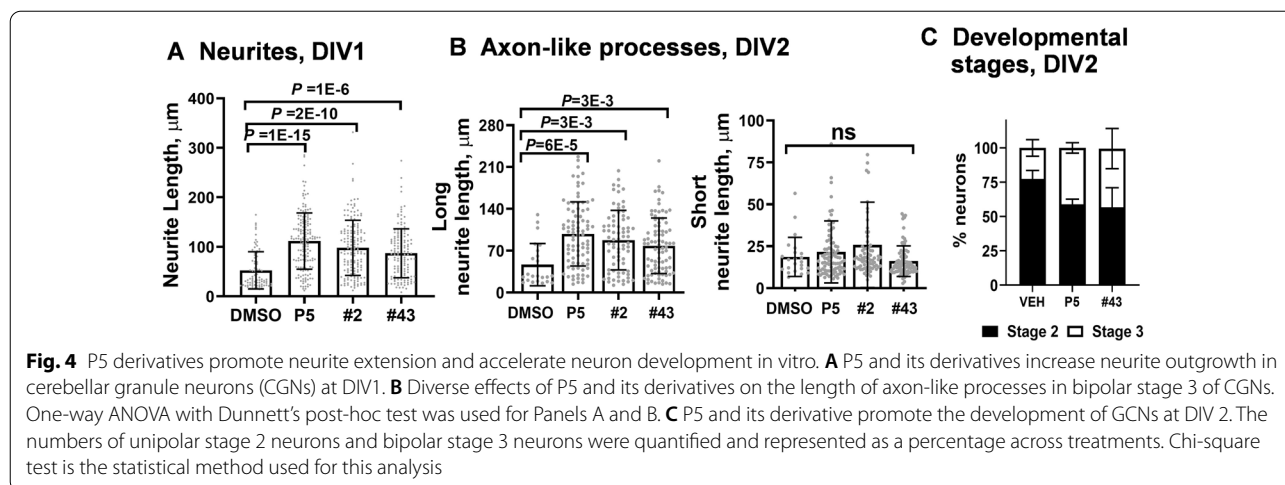 A Neurites, DIV1
P =1E-6
P =2E-10
P =1E-15
Neurite Length, μm
400
300
200
100
0
DMSO P5 #2 #43
B Axon-like processes, DIV2
P=3E-3
P=3E-3
P=6E-5
Long
neurite length, μm
280
210
140
70
0
DMSO P5 #2 #43
ns
Short
neurite length, μm
100
75
50
25
0
DMSO P5 #2 #43
C Developmental
stages, DIV2
% neurons
100
75
50
25
0
VEH P5 #43
Stage 2 Stage 3
Fig. 4 P5 derivatives promote neurite extension and accelerate neuron development in vitro. A P5 and its derivatives increase neurite outgrowth in
cerebellar granule neurons (CGNs) at DIV1. B Diverse effects of P5 and its derivatives on the length of axon-like processes in bipolar stage 3 of CGNs.
One-way ANOVA with Dunnett's post-hoc test was used for Panels A and B. C P5 and its derivative promote the development of GCNs at DIV 2. The
numbers of unipolar stage 2 neurons and bipolar stage 3 neurons were quantified and represented as a percentage across treatments. Chi-square
test is the statistical method used for this analysis